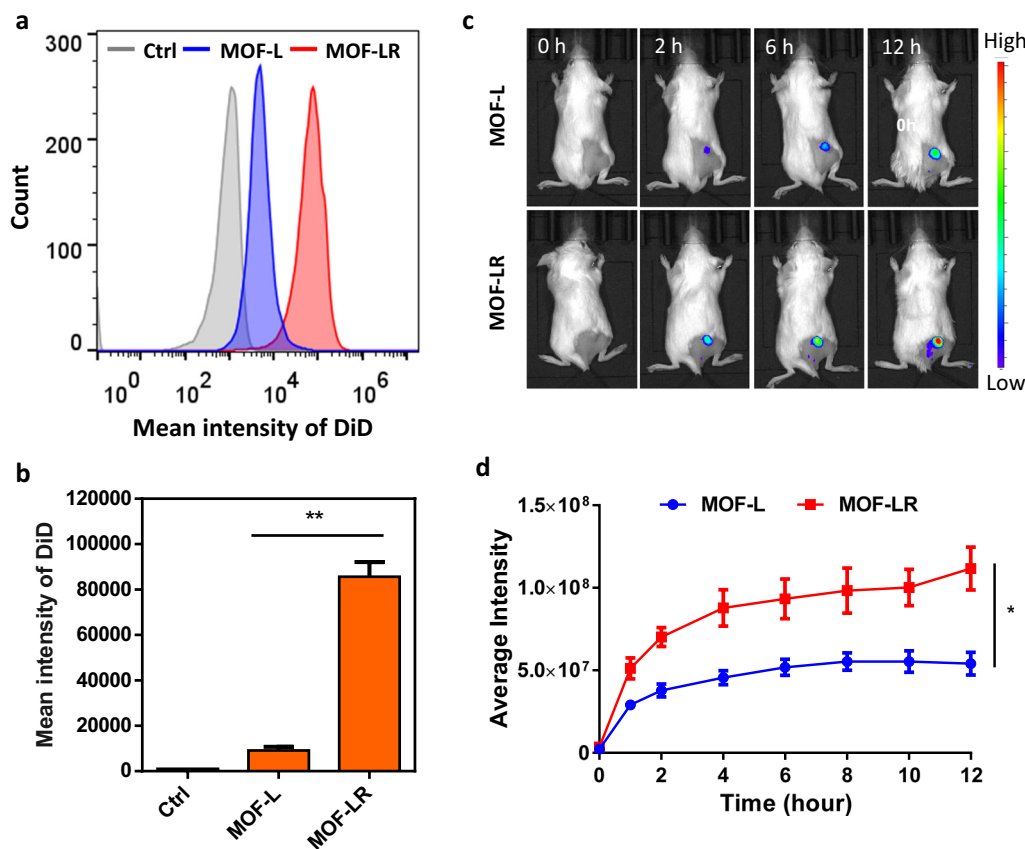 a
Ctrl MOF-L MOF-LR
300
200
100
0
Count
10^0 10^2 10^4 10^6
Mean intensity of DiD
b
120000
100000
80000
60000
40000
20000
0
Mean intensity of DiD
**
Ctrl
MOF-L
MOF-LR
c
0 h 2 h 6 h 12 h
High
MOF-L
0h
MOF-LR
Low
d
MOF-L MOF-LR
1.5×10^8
1.0×10^8
5.0×10^7
0
Average Intensity
*
0 2 4 6 8 10 12
Time (hour)